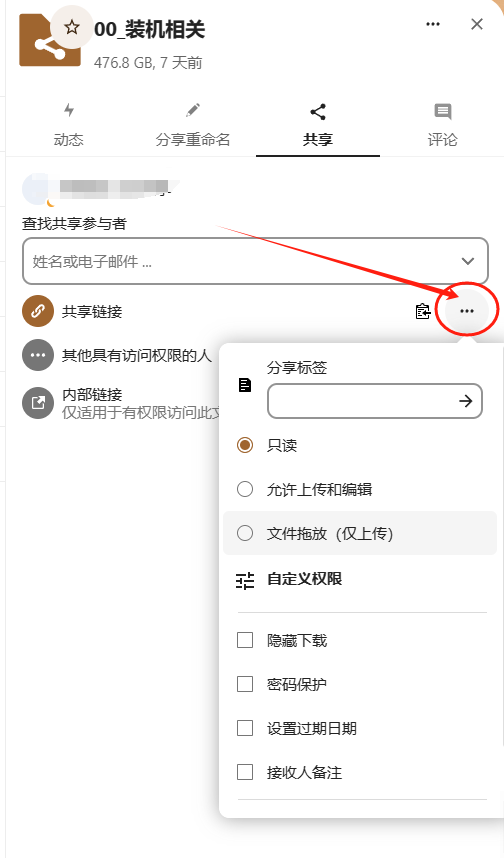 00_装机相关
476.8 GB, 7 天前
动态
分享重命名
共享
评论
查找共享参与者
姓名或电子邮件 ...
共享链接
其他具有访问权限的人
内部链接
仅适用于有权限访问此
分享标签
只读
允许上传和编辑
文件拖放（仅上传）
自定义权限
隐藏下载
密码保护
设置过期日期
接收人备注